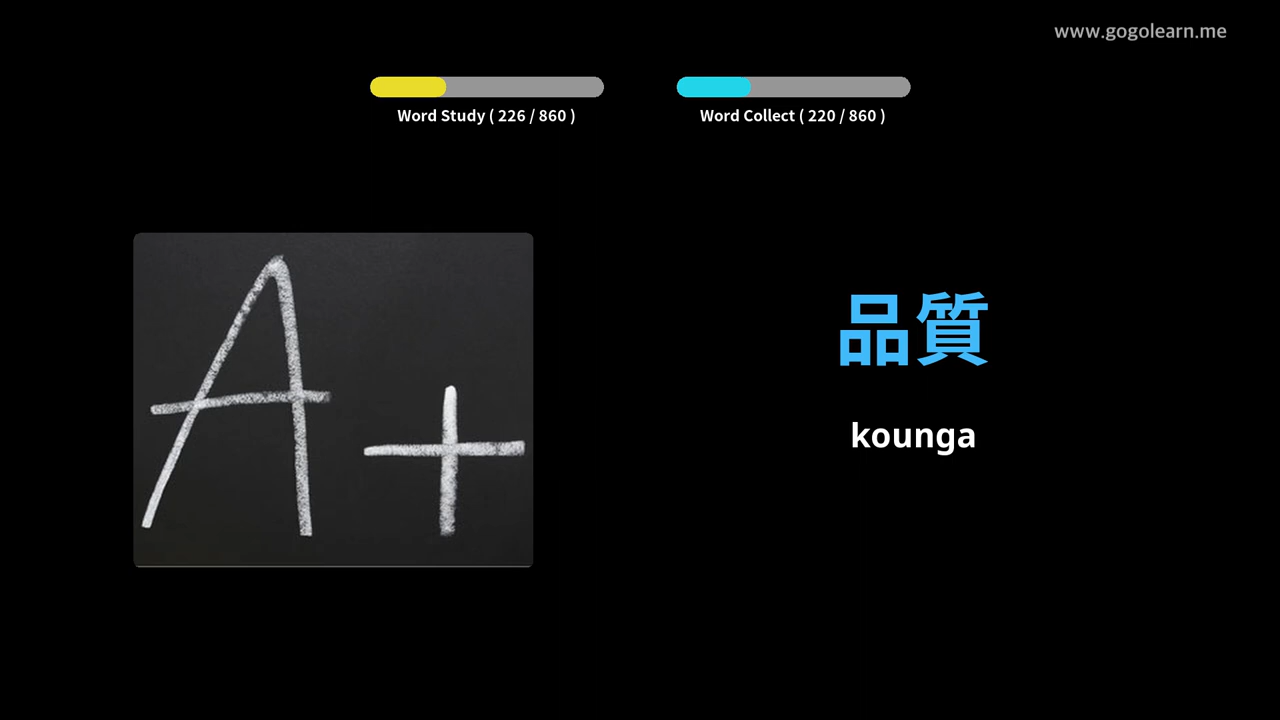 www.gogolearn.me
Word Study ( 226 / 860 )
Word Collect ( 220 / 860 )
A+
品質
kounga